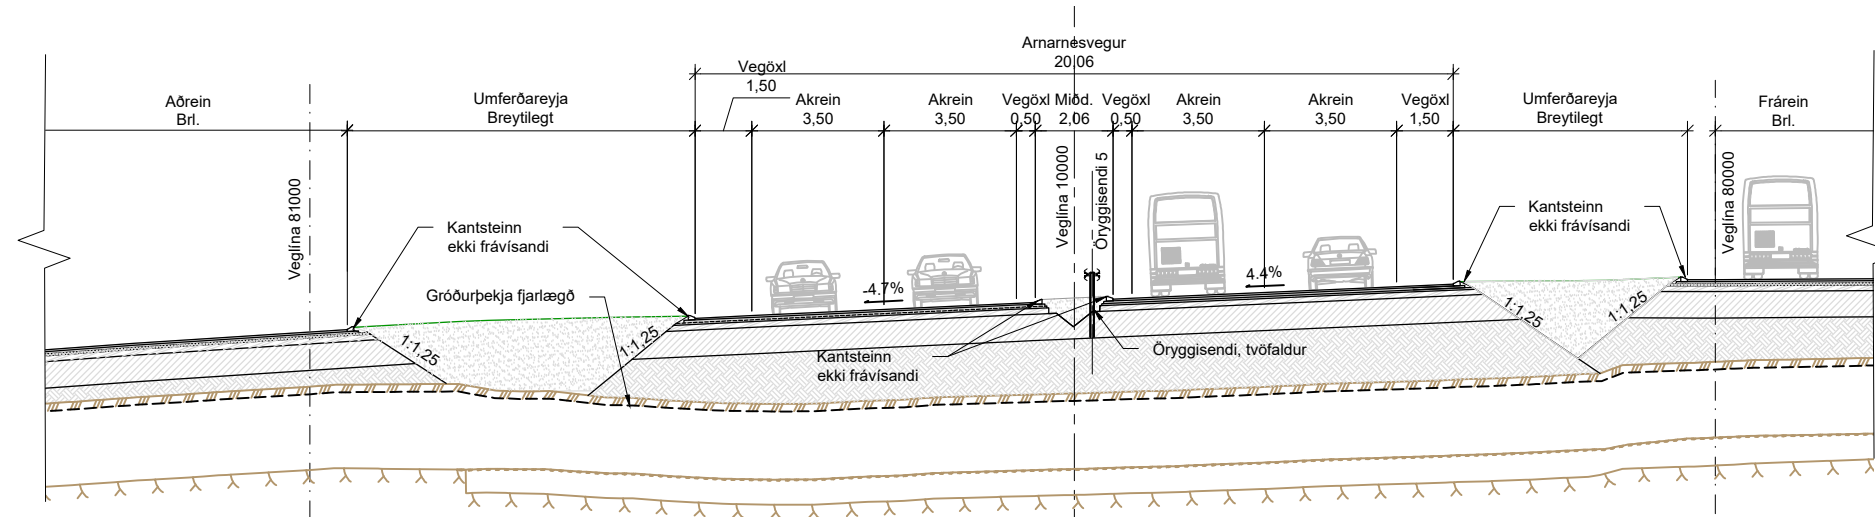 Arnarnesvegur
20,06
Aðrein
Brl.
Umferðareyja
Breytilegt
Vegöxl
1,50
Akrein
3,50
Akrein
3,50
Vegöxl
0,50
Mið.
2,06
Vegöxl
0,50
Akrein
3,50
Akrein
3,50
Vegöxl
1,50
Umferðareyja
Breytilegt
Frárein
Brl.
Veglína 81000
Veglína 10000
Öryggisendi 5
Veglína 80000
Kantsteinn
ekki frávísandi
Kantsteinn
ekki frávísandi
Gróðurþekja fjarlægð
-4.7%
4.4%
1:1,25
1:1,25
1:1,25
1:1,25
Kantsteinn
ekki frávísandi
Öryggisendi, tvöfaldur